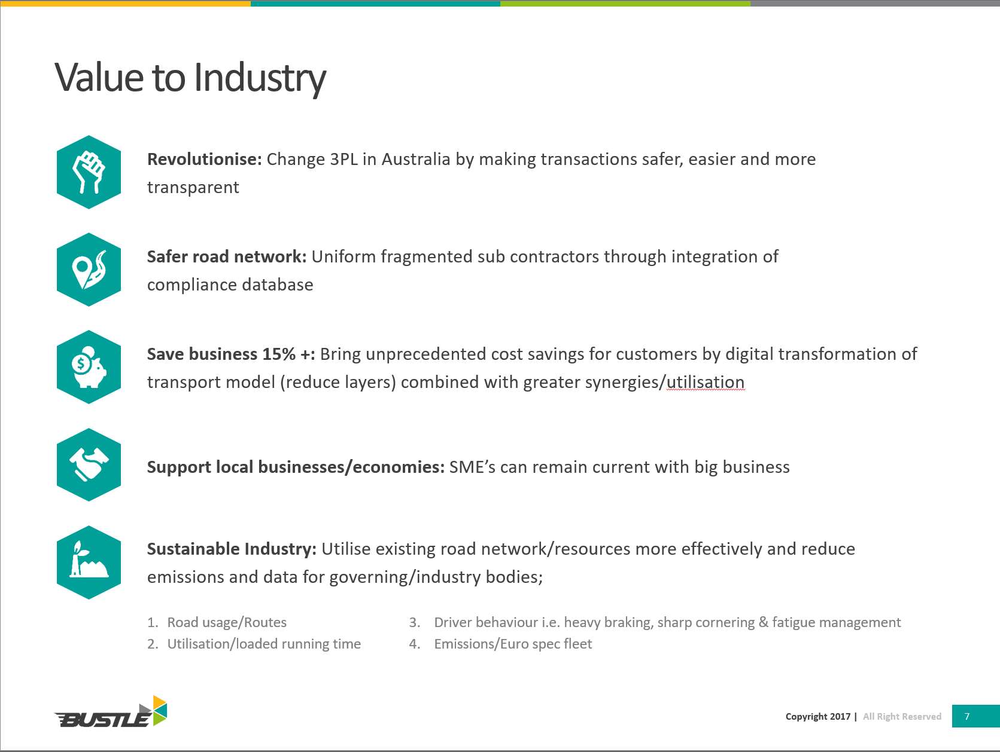 Value to Industry
Revolutionise: Change 3PL in Australia by making transactions safer, easier and more
transparent
Safer road network: Uniform fragmented sub contractors through integration of
compliance database
$
Save business 15% +: Bring unprecedented cost savings for customers by digital transformation of
transport model (reduce layers) combined with greater synergies/utilisation
Support local businesses/economies: SME’s can remain current with big business
Sustainable Industry: Utilise existing road network/resources more effectively and reduce
emissions and data for governing/industry bodies;
1. Road usage/Routes
2. Utilisation/loaded running time
3. Driver behaviour i.e. heavy braking, sharp cornering & fatigue management
4. Emissions/Euro spec fleet
BUSTLE
Copyright 2017 | All Right Reserved 7